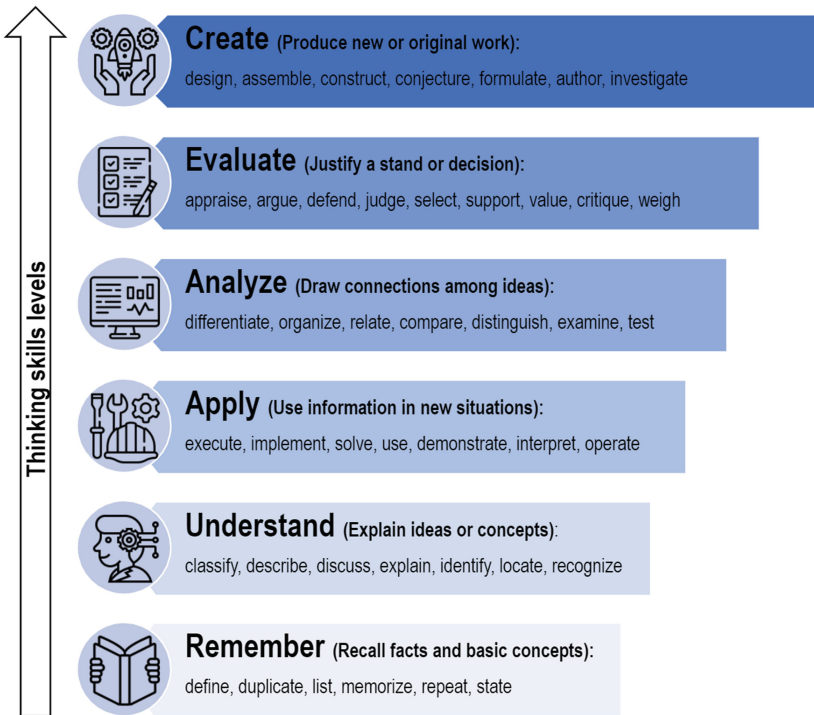 Thinking skills levels
Create (Produce new or original work):
design, assemble, construct, conjecture, formulate, author, investigate
Evaluate (Justify a stand or decision):
appraise, argue, defend, judge, select, support, value, critique, weigh
Analyze (Draw connections among ideas):
differentiate, organize, relate, compare, distinguish, examine, test
Apply (Use information in new situations):
execute, implement, solve, use, demonstrate, interpret, operate
Understand (Explain ideas or concepts):
classify, describe, discuss, explain, identify, locate, recognize
Remember (Recall facts and basic concepts):
define, duplicate, list, memorize, repeat, state